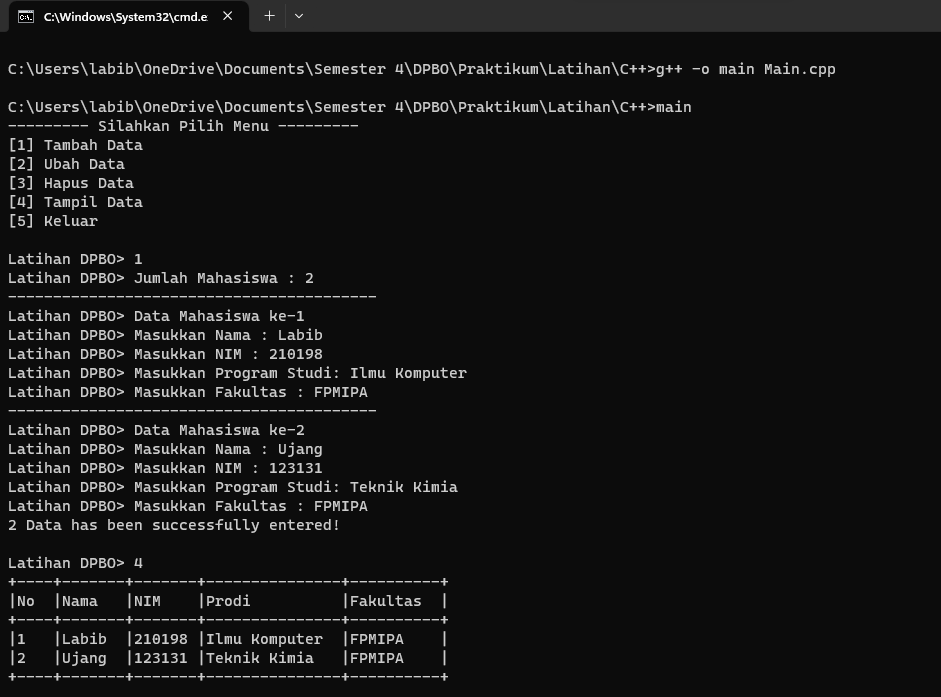 C:\Windows\System32\cmd.e
C:\Users\labib\OneDrive\Documents\Semester 4\DPBO\Praktikum\Latihan\C++>g++ -o main Main.cpp
C:\Users\labib\OneDrive\Documents\Semester 4\DPBO\Praktikum\Latihan\C++>main
--------- Silahkan Pilih Menu ---------
[1] Tambah Data
[2] Ubah Data
[3] Hapus Data
[4] Tampil Data
[5] Keluar
Latihan DPBO> 1
Latihan DPBO> Jumlah Mahasiswa : 2
-----------------------------------------
Latihan DPBO> Data Mahasiswa ke-1
Latihan DPBO> Masukkan Nama : Labib
Latihan DPBO> Masukkan NIM : 210198
Latihan DPBO> Masukkan Program Studi: Ilmu Komputer
Latihan DPBO> Masukkan Fakultas : FPMIPA
-----------------------------------------
Latihan DPBO> Data Mahasiswa ke-2
Latihan DPBO> Masukkan Nama : Ujang
Latihan DPBO> Masukkan NIM : 123131
Latihan DPBO> Masukkan Program Studi: Teknik Kimia
Latihan DPBO> Masukkan Fakultas : FPMIPA
2 Data has been successfully entered!
Latihan DPBO> 4
+----+-------+-------+---------------+----------+
|No  |Nama   |NIM    |Prodi          |Fakultas  |
+----+-------+-------+---------------+----------+
|1   |Labib  |210198 |Ilmu Komputer  |FPMIPA    |
|2   |Ujang  |123131 |Teknik Kimia   |FPMIPA    |
+----+-------+-------+---------------+----------+